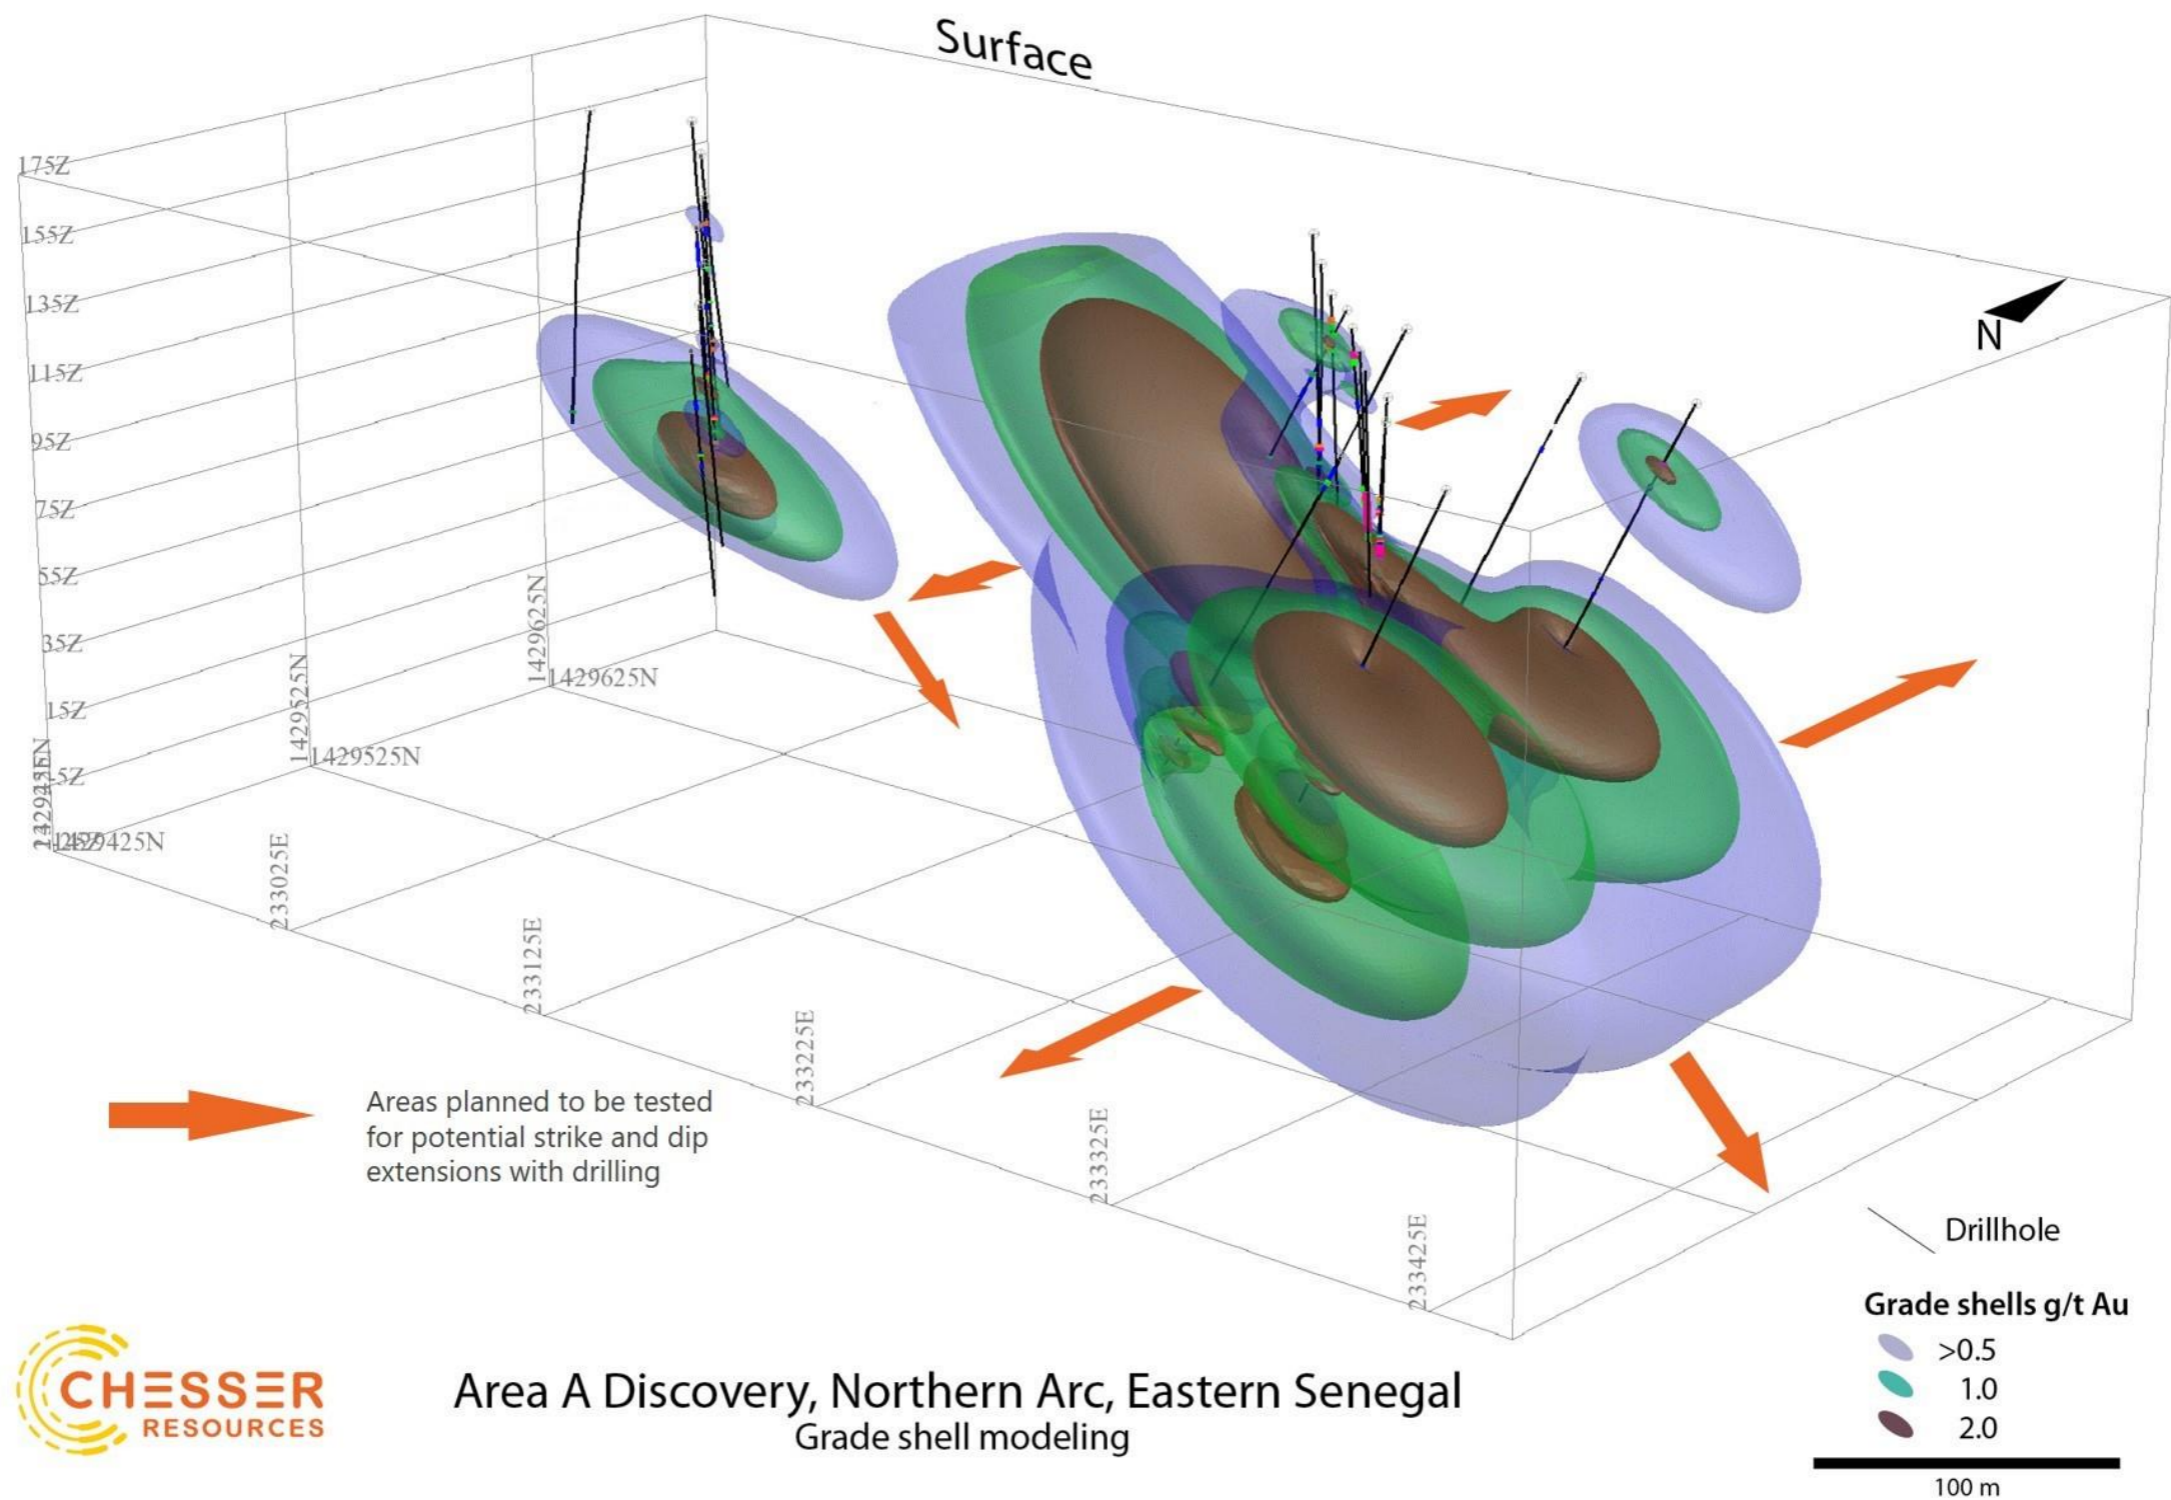 Surface
175Z
155Z
135Z
115Z
95Z
75Z
55Z
35Z
15Z
-5Z
N
1429625N
1429625N
1429525N
1429525N
1429425N
233025E
233125E
233225E
233325E
233425E
Areas planned to be tested
for potential strike and dip
extensions with drilling
Drillhole
Grade shells g/t Au
>0.5
1.0
2.0
100 m
CHESSER
RESOURCES
Area A Discovery, Northern Arc, Eastern Senegal
Grade shell modeling